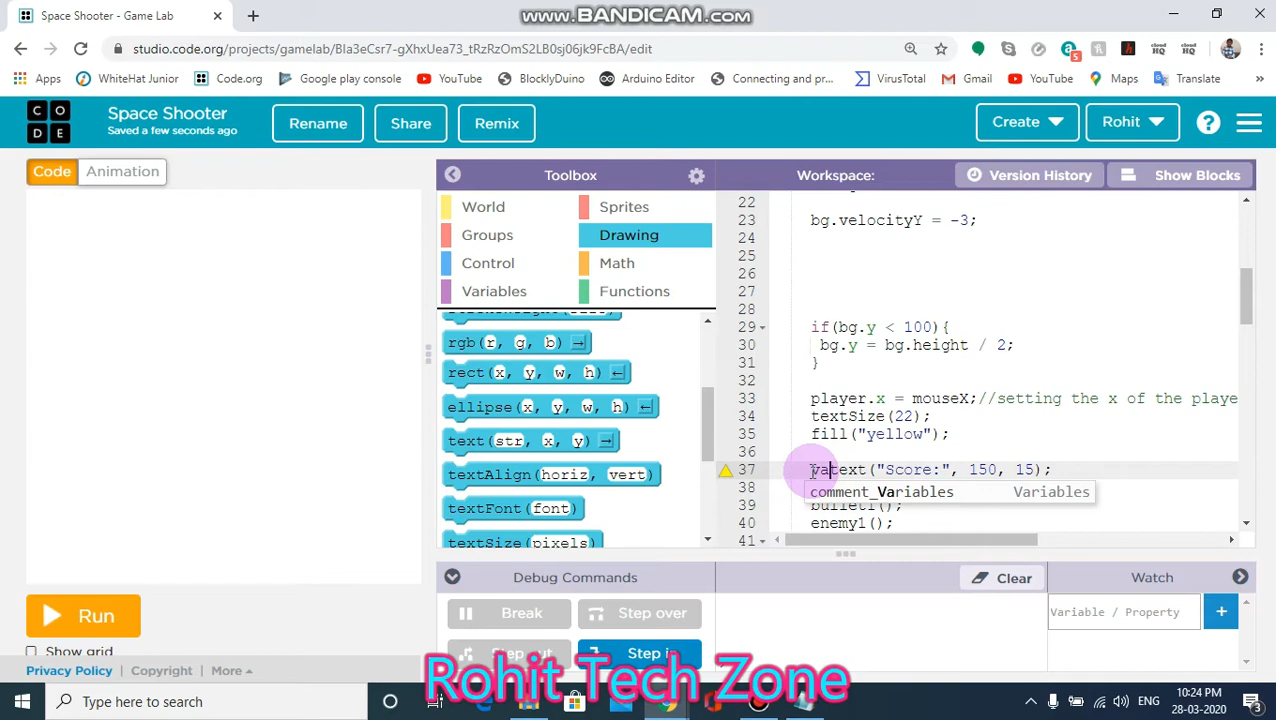 Space Shooter - Game Lab
www.BANDICAM.com
studio.code.org/projects/gamelab/Bla3eCsr7-gXhxUea73_tRzRzOmS2LB0sj06jk9FcBA/edit
Apps
WhiteHat Junior
Code.org
Google play console
YouTube
BlocklyDuino
Arduino Editor
Connecting and pr...
VirusTotal
Gmail
YouTube
Maps
Translate
C O D E
Space Shooter
Saved a few seconds ago
Rename
Share
Remix
Create
Rohit
Code
Animation
Toolbox
Workspace:
Version History
Show Blocks
World
Sprites
Groups
Drawing
Control
Math
Variables
Functions
rgb(r, g, b)
rect(x, y, w, h)
ellipse(x, y, w, h)
text(str, x, y)
textAlign(horiz, vert)
textFont(font)
textSize(pixels)
22
23 bg.velocityY = -3;
24
25
26
27
28
29 if(bg.y < 100){
30 bg.y = bg.height / 2;
31 }
32
33 player.x = mouseX;//setting the x of the playe
34 textSize(22);
35 fill("yellow");
36
37 vatext("Score:", 150, 15);
38 comment_Variables Variables
39 bullet1();
40 enemy1();
41
Debug Commands
Clear
Watch
Break
Step over
Step out
Step in
Variable / Property
Run
Show grid
Privacy Policy
Copyright
More
Rohit Tech Zone
Type here to search
ENG
10:24 PM
28-03-2020